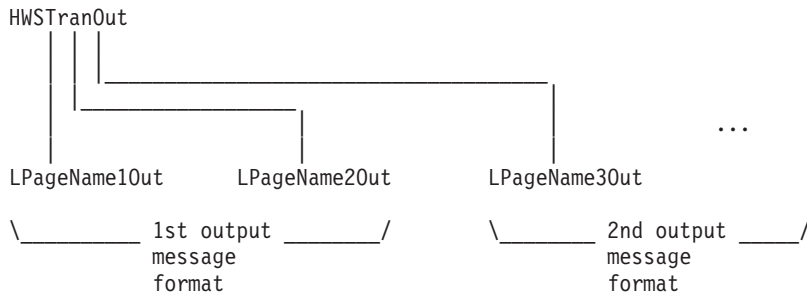 HWSTranOut
...
LPageName1Out LPageName2Out LPageName3Out
1st output 2nd output
message message
format format